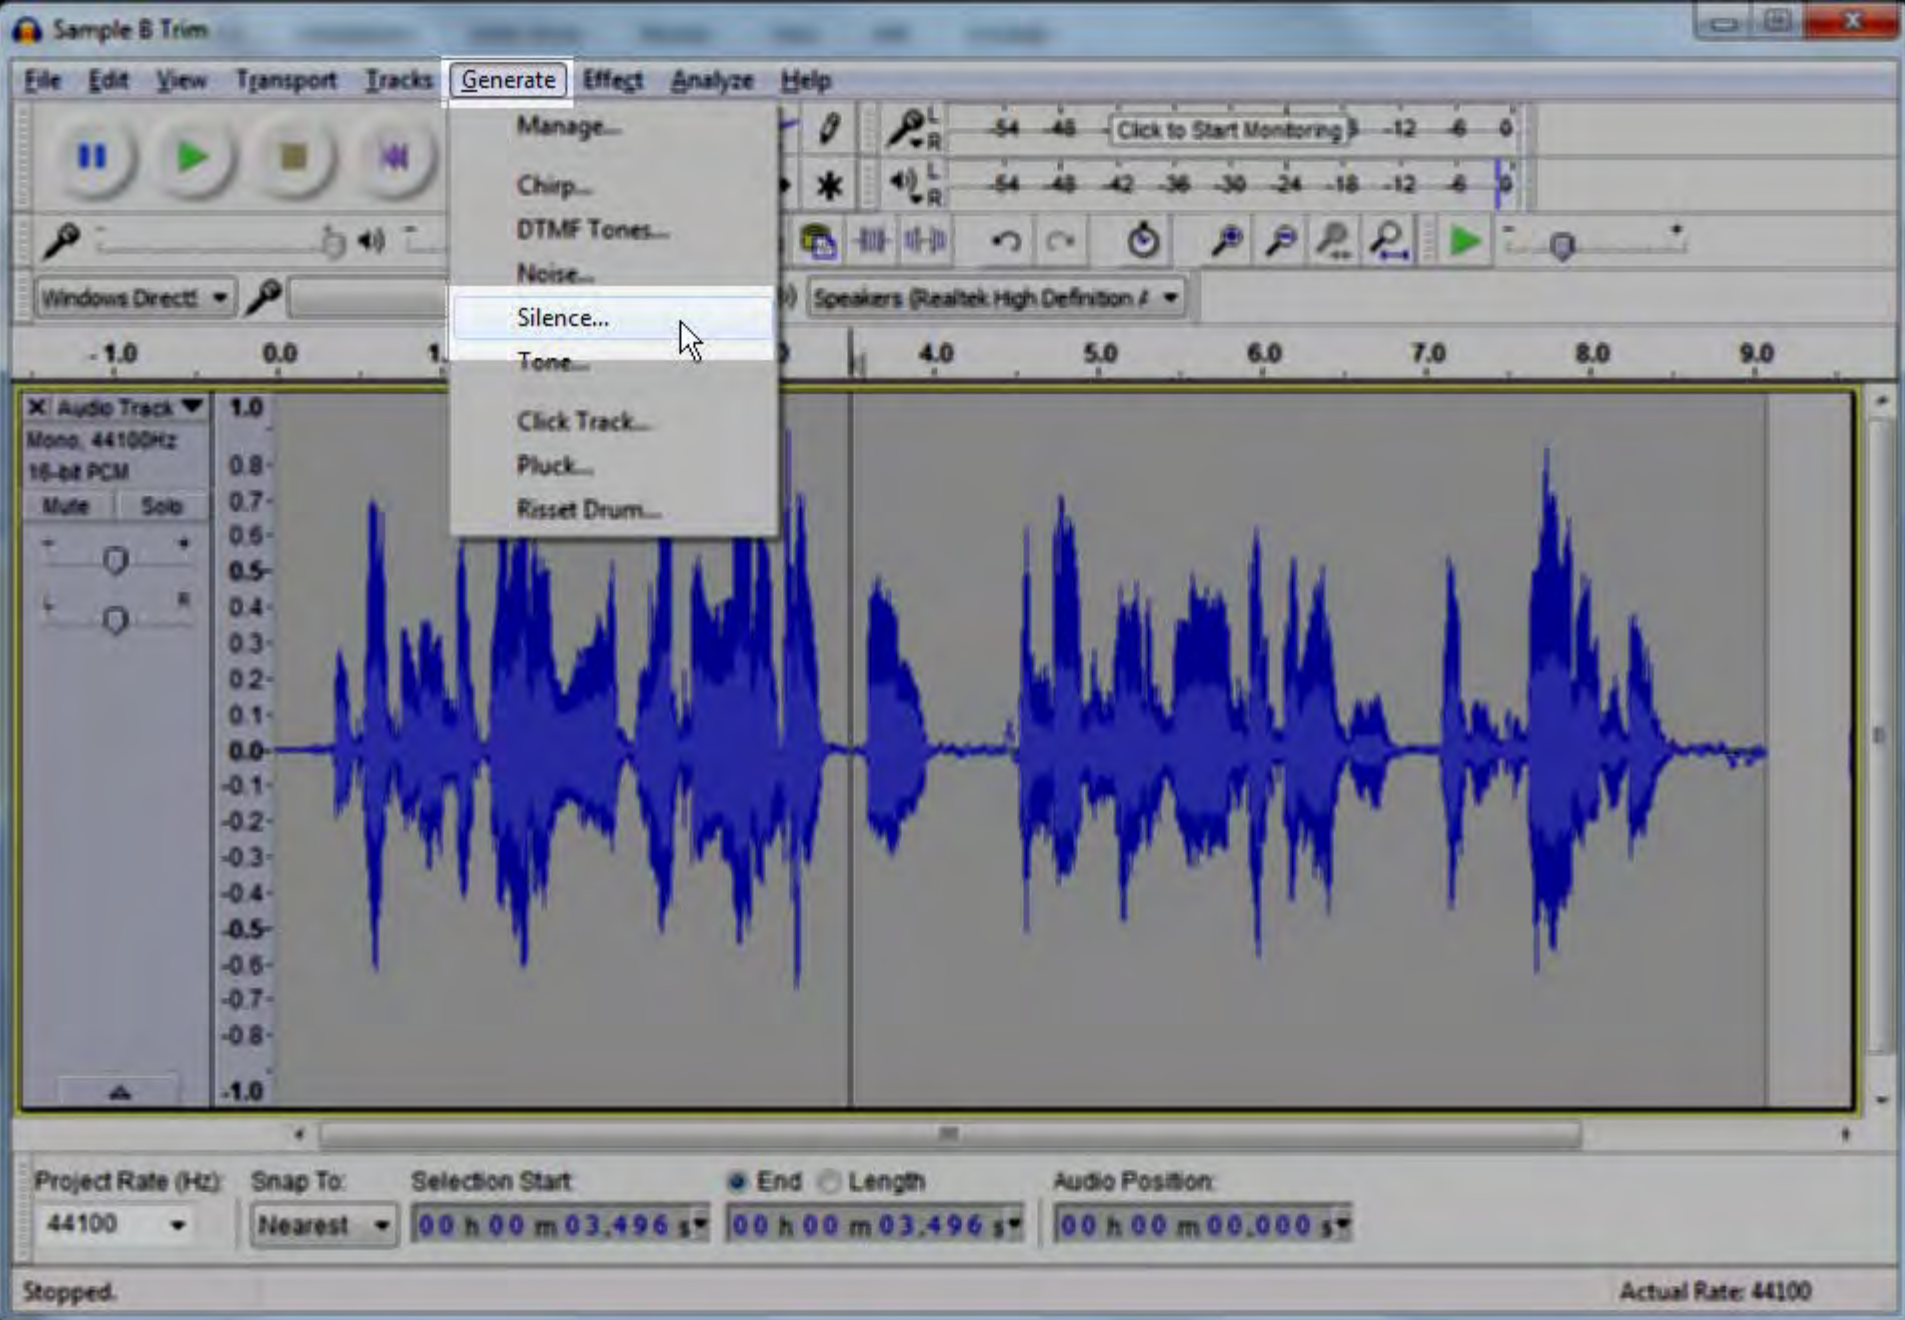 Sample B Trim
File Edit View Transport Tracks Generate Effect Analyze Help
Manage...
Chirp...
DTMF Tones...
Noise...
Silence...
Tone...
Click Track...
Pluck...
Risset Drum...
L
R
-54 -48 Click to Start Monitoring -12 -6 0
L
R
-54 -48 -42 -36 -30 -24 -18 -12 -6 0
Speakers (Realtek High Definition
-1.0 0.0 4.0 5.0 6.0 7.0 8.0 9.0
X Audio Track
Mono, 44100Hz
16-bit PCM
Mute Solo
- +
L R
1.0
0.8
0.7
0.6
0.5
0.4
0.3
0.2
0.1
0.0
-0.1
-0.2
-0.3
-0.4
-0.5
-0.6
-0.7
-0.8
-1.0
Project Rate (Hz): Snap To: Selection Start: End Length Audio Position:
44100 Nearest 00 h 00 m 03.496 s 00 h 00 m 03.496 s 00 h 00 m 00.000 s
Stopped. Actual Rate: 44100